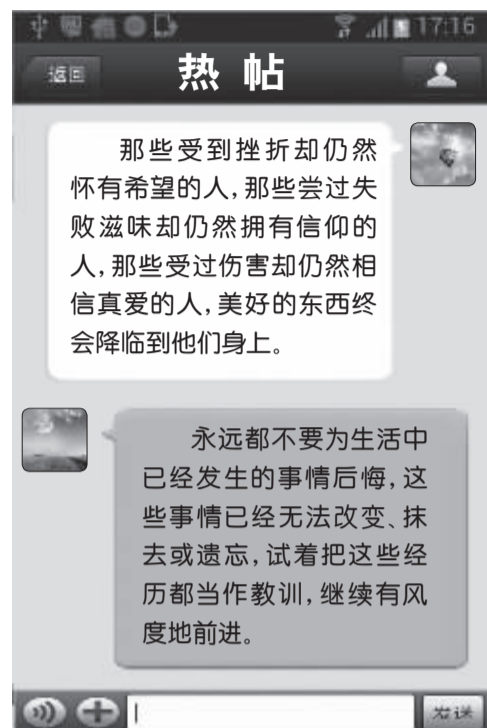 17:16
返回
热帖
那些受到挫折却仍然
怀有希望的人,那些尝过失
败滋味却仍然拥有信仰的
人,那些受过伤害却仍然相
信真爱的人,美好的东西终
会降临到他们身上。
永远都不要为生活中
已经发生的事情后悔,这
些事情已经无法改变、抹
去或遗忘,试着把这些经
历都当作教训,继续有风
度地前进。
发送